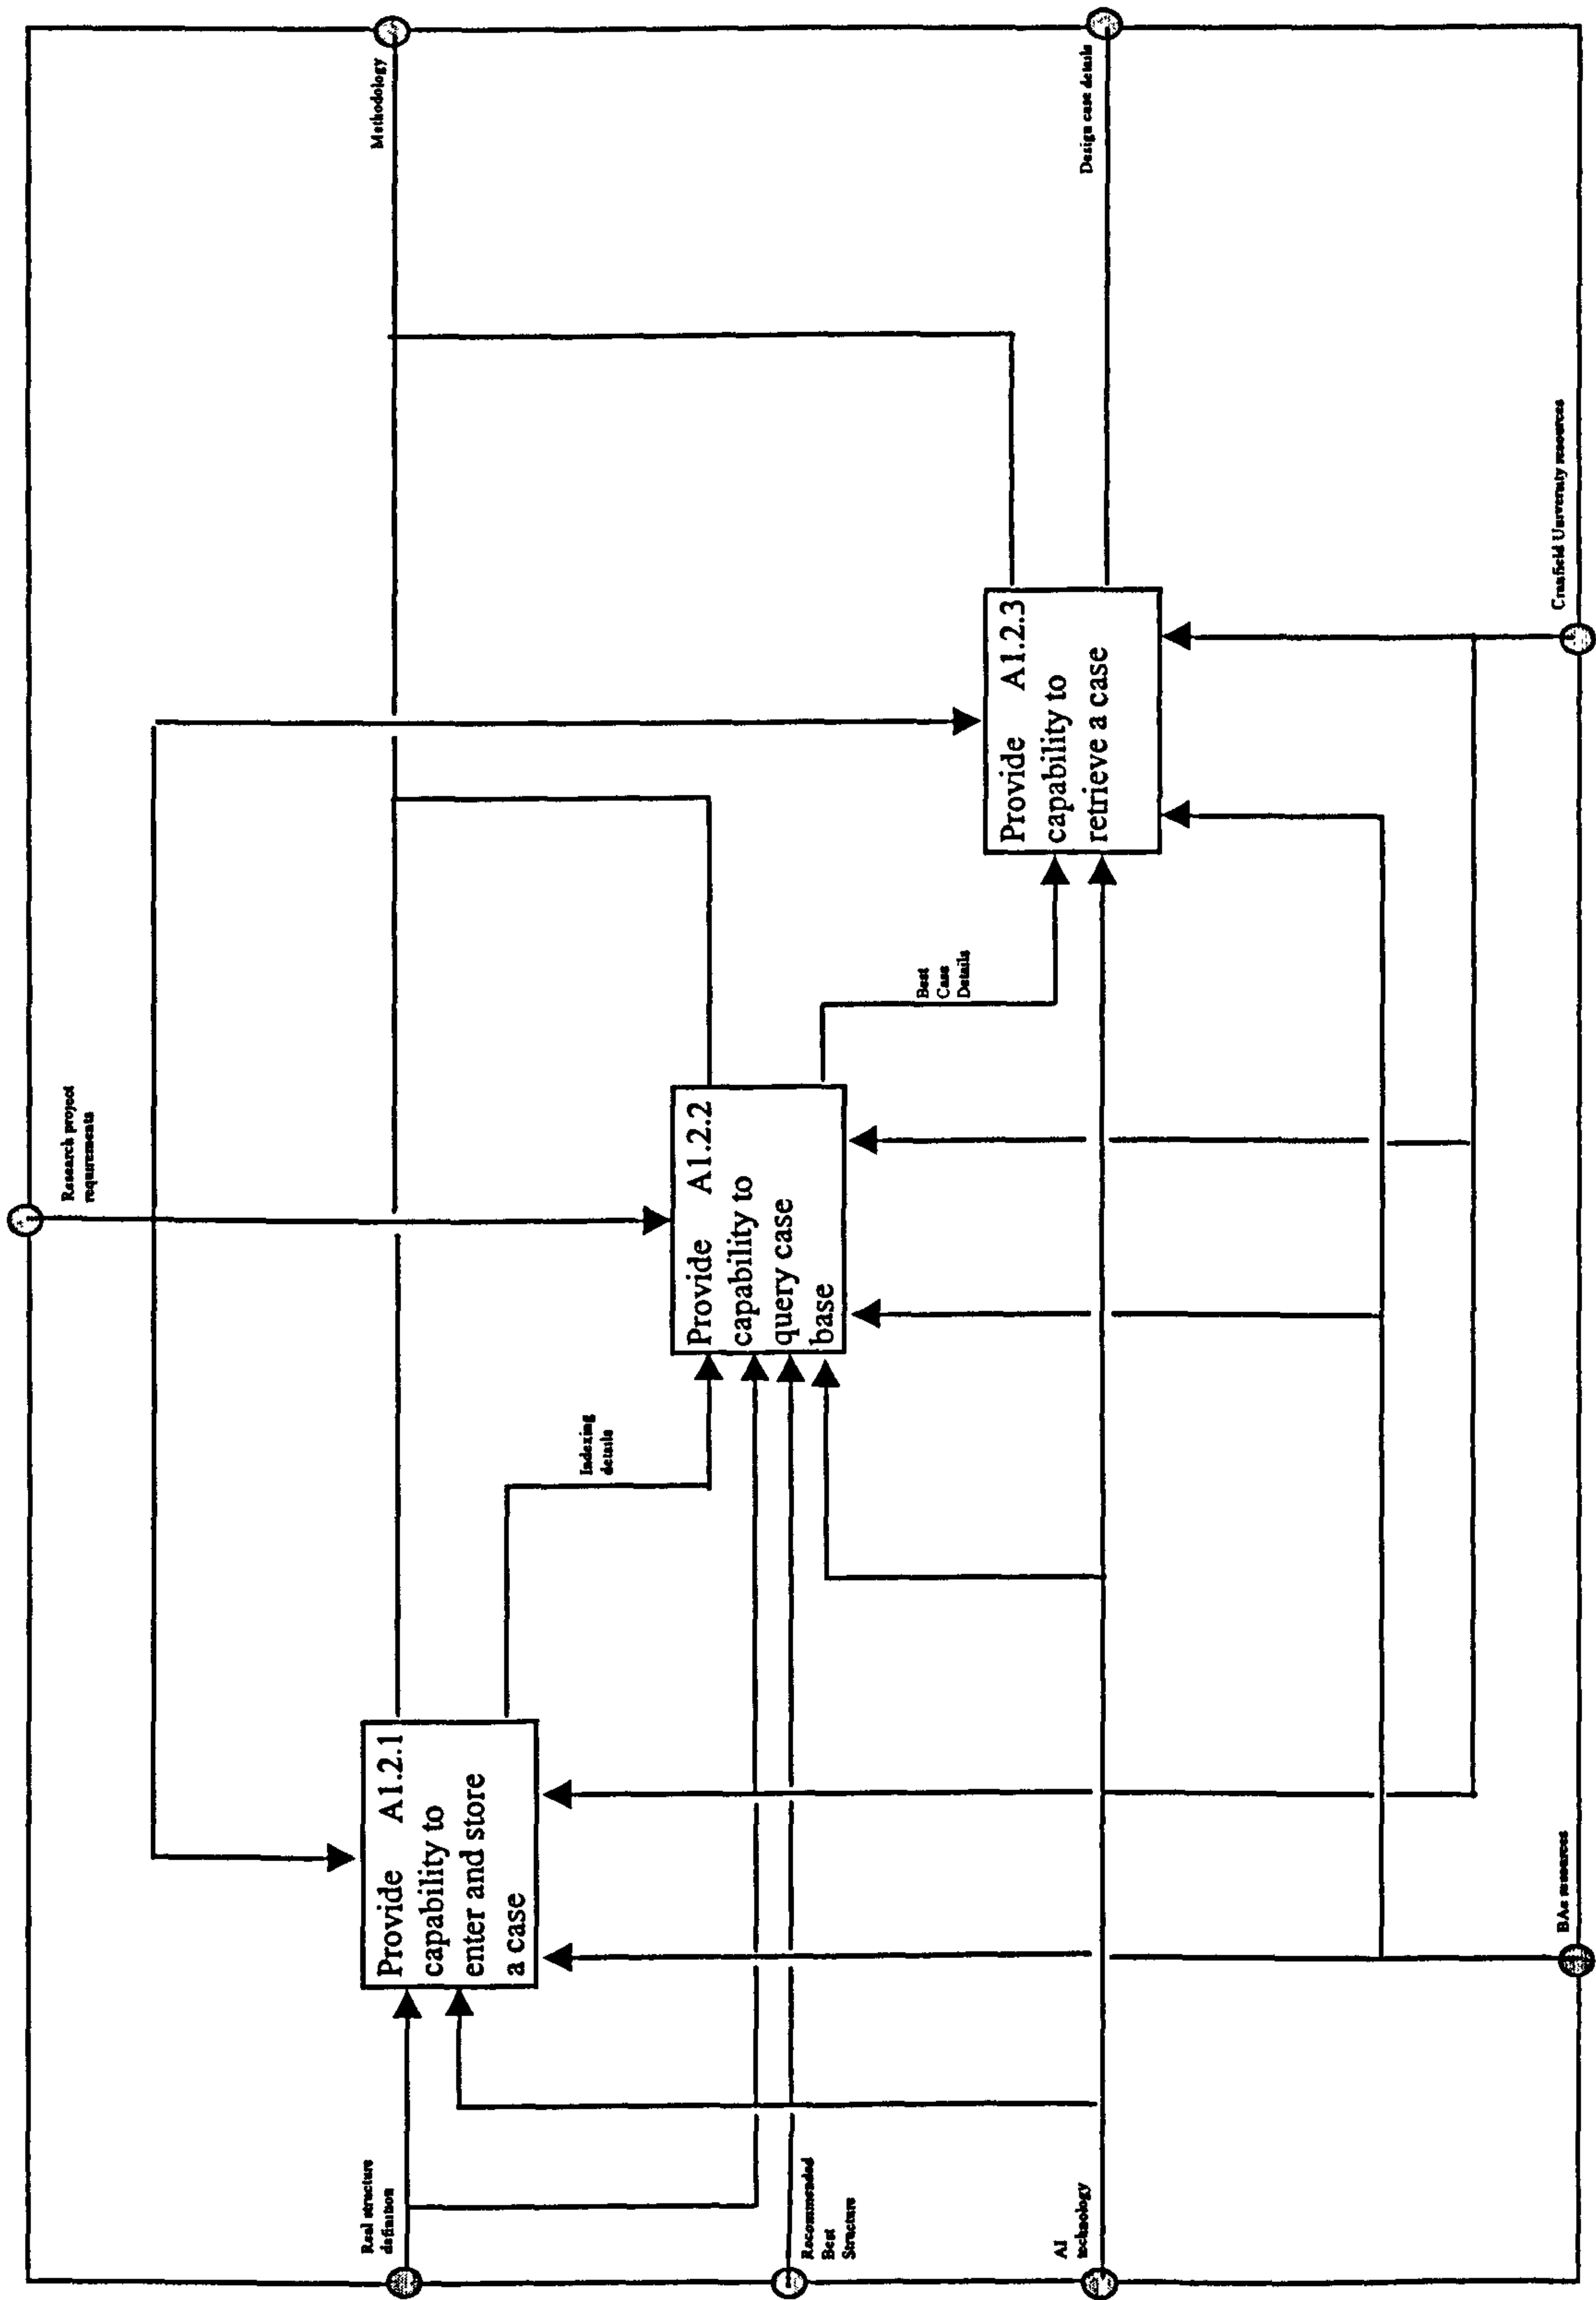 Research project
requirements
Methodology
Real structure
definition
Provide A1.2.1
capability to
enter and store
a case
Indexing
details
Provide A1.2.2
capability to
query case
base
Recommended
Best
Structure
Best
Case
Details
Provide A1.2.3
capability to
retrieve a case
AI
technology
Design case details
BAe resources
Cranfield University resources